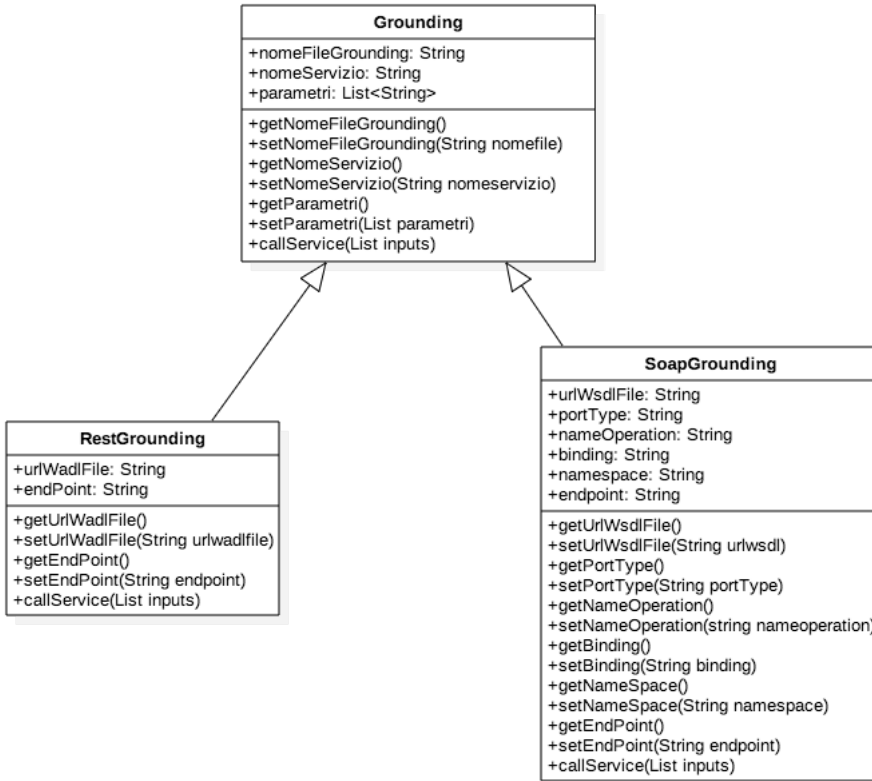 Grounding
+nomeFileGrounding: String
+nomeServizio: String
+parametri: List<String>
+getNomeFileGrounding()
+setNomeFileGrounding(String nomefile)
+getNomeServizio()
+setNomeServizio(String nomeservizio)
+getParametri()
+setParametri(List parametri)
+callService(List inputs)
RestGrounding
+urlWadlFile: String
+endPoint: String
+getUrlWadlFile()
+setUrlWadlFile(String urlwadlfile)
+getEndPoint()
+setEndPoint(String endpoint)
+callService(List inputs)
SoapGrounding
+urlWsdlFile: String
+portType: String
+nameOperation: String
+binding: String
+namespace: String
+endpoint: String
+getUrlWsdlFile()
+setUrlWsdlFile(String urlwsdl)
+getPortType()
+setPortType(String portType)
+getNameOperation()
+setNameOperation(string nameoperation)
+getBinding()
+setBinding(String binding)
+getNameSpace()
+setNameSpace(String namespace)
+getEndPoint()
+setEndPoint(String endpoint)
+callService(List inputs)